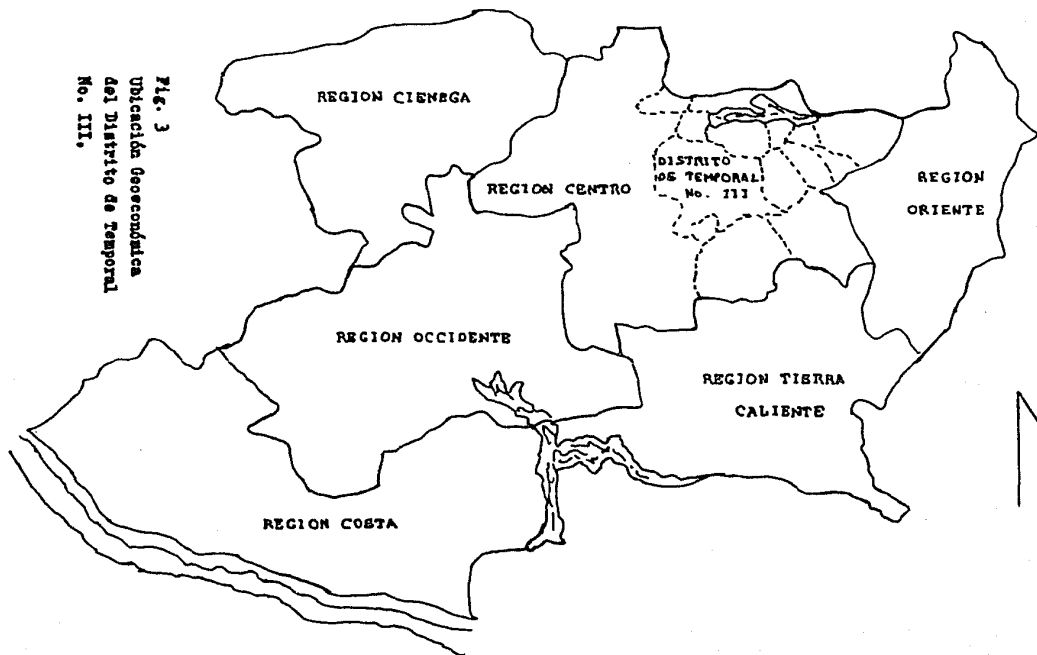 Fig. 3
Ubicación Geoeconómica
del Distrito de Temporal
No. III.
REGION CIENEGA
REGION CENTRO
DISTRITO
DE TEMPORAL
No. III
REGION
ORIENTE
REGION OCCIDENTE
REGION TIERRA
CALIENTE
REGION COSTA